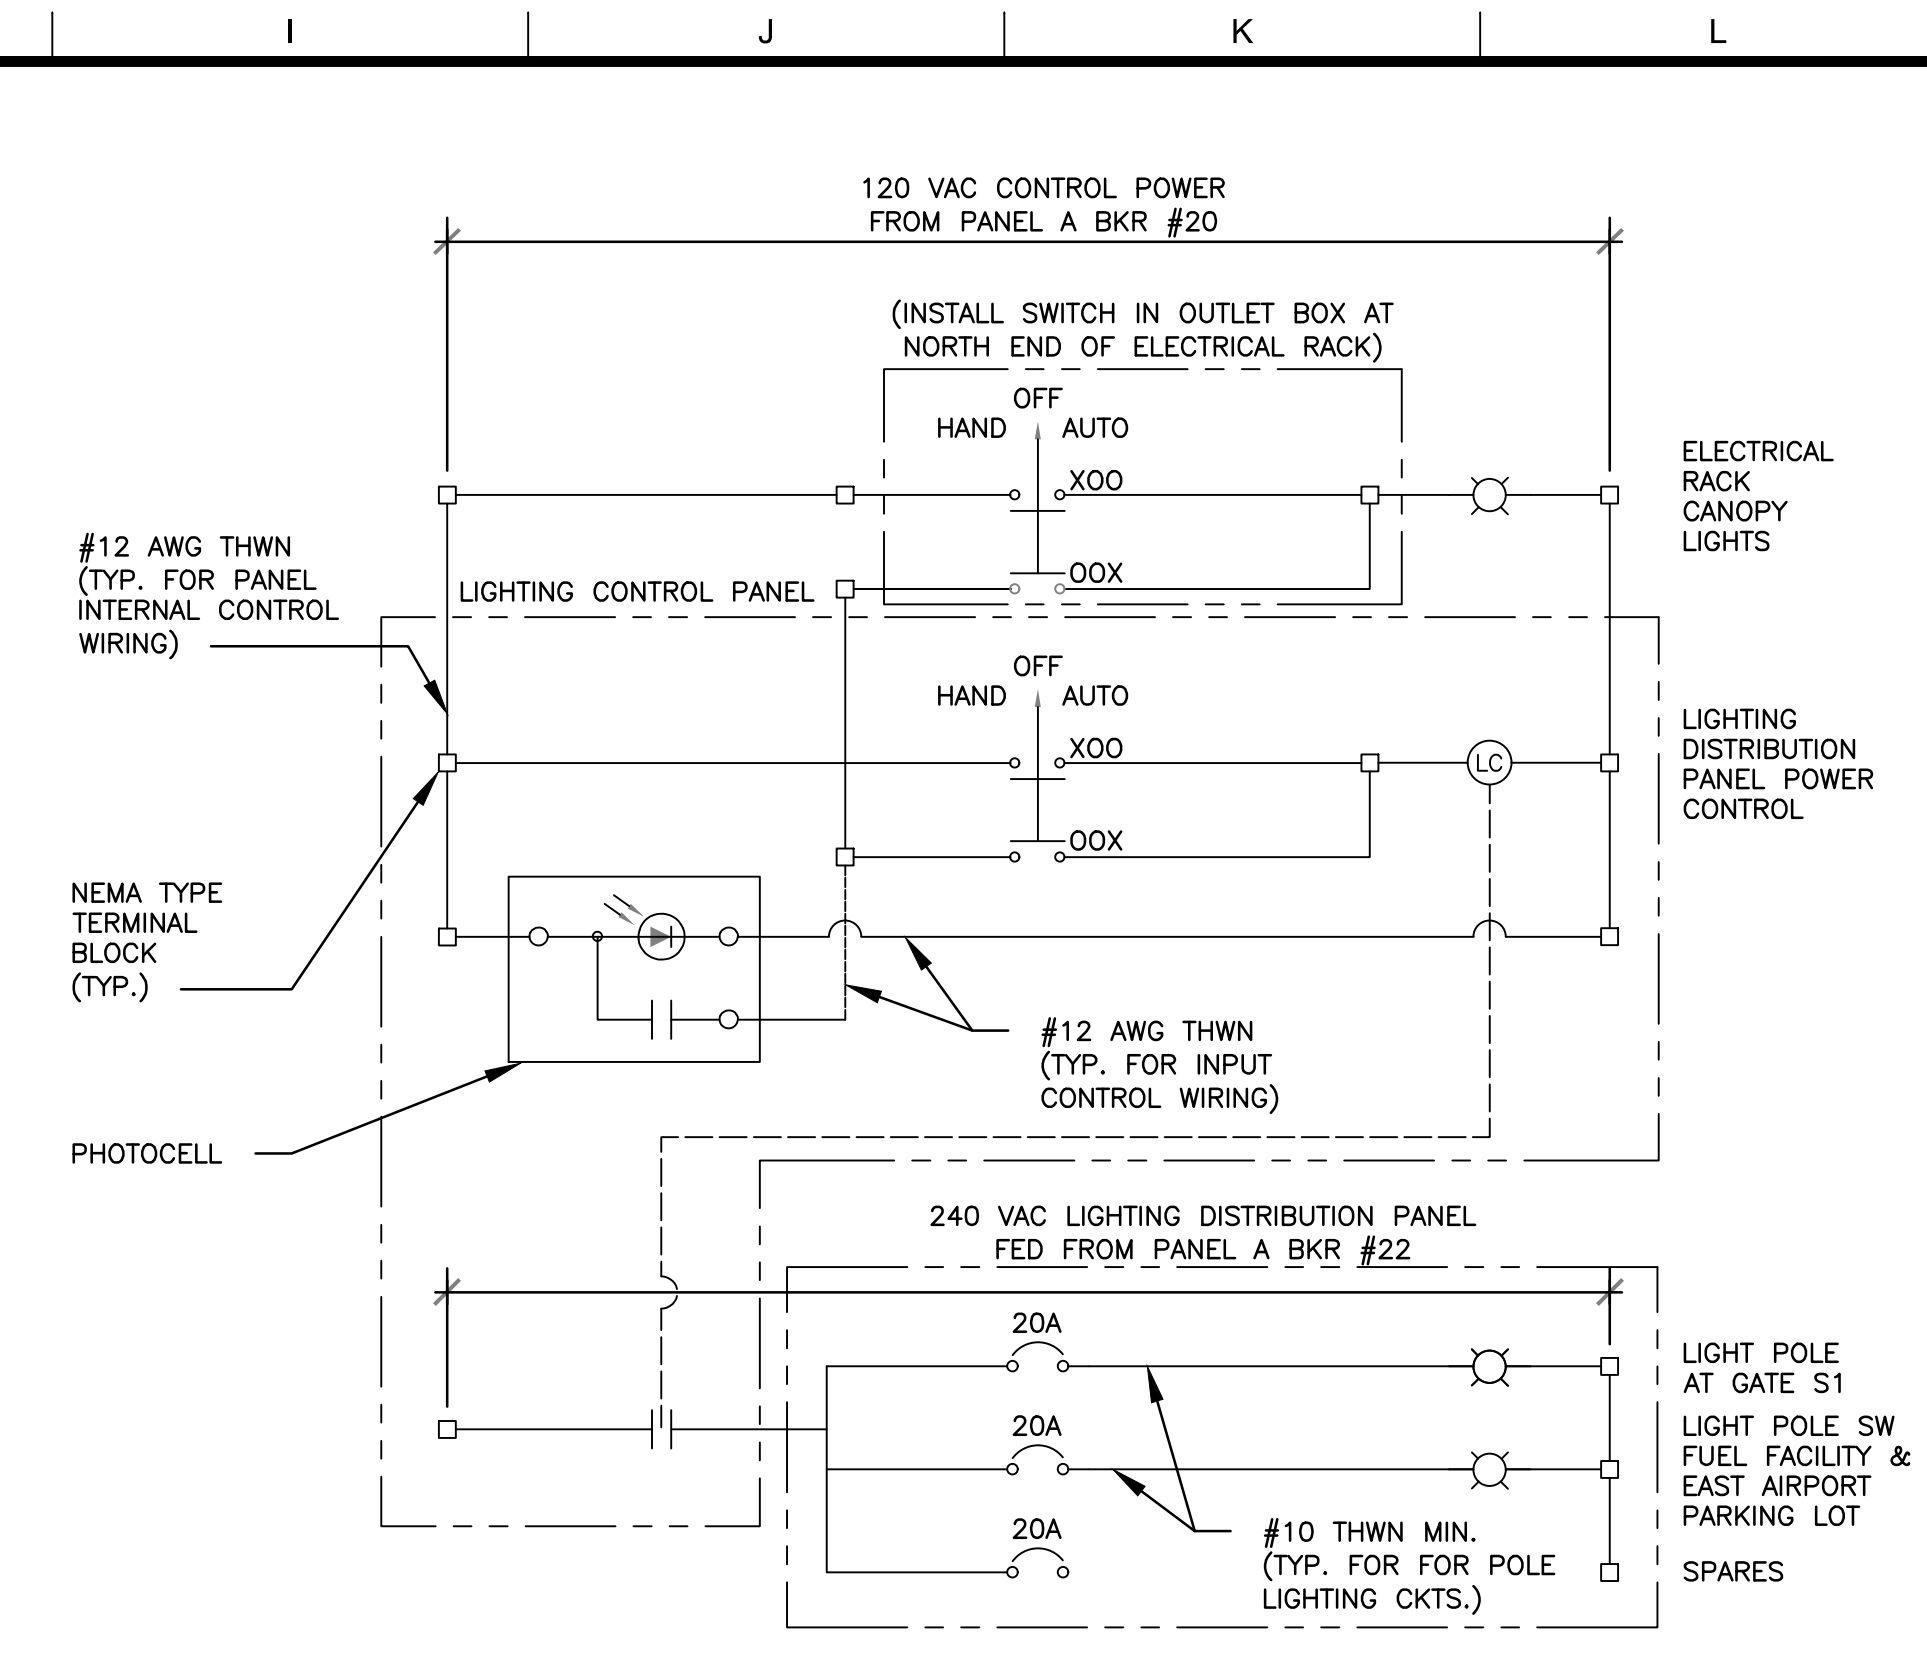 I J K L
120 VAC CONTROL POWER
FROM PANEL A BKR #20
(INSTALL SWITCH IN OUTLET BOX AT
NORTH END OF ELECTRICAL RACK)
OFF
HAND AUTO
XOO
OOX
ELECTRICAL
RACK
CANOPY
LIGHTS
#12 AWG THWN
(TYP. FOR PANEL
INTERNAL CONTROL
WIRING)
LIGHTING CONTROL PANEL
OFF
HAND AUTO
XOO
OOX
LC
LIGHTING
DISTRIBUTION
PANEL POWER
CONTROL
NEMA TYPE
TERMINAL
BLOCK
(TYP.)
#12 AWG THWN
(TYP. FOR INPUT
CONTROL WIRING)
PHOTOCELL
240 VAC LIGHTING DISTRIBUTION PANEL
FED FROM PANEL A BKR #22
20A
LIGHT POLE
AT GATE S1
20A
LIGHT POLE SW
FUEL FACILITY &
EAST AIRPORT
PARKING LOT
20A
#10 THWN MIN.
(TYP. FOR FOR POLE
LIGHTING CKTS.)
SPARES